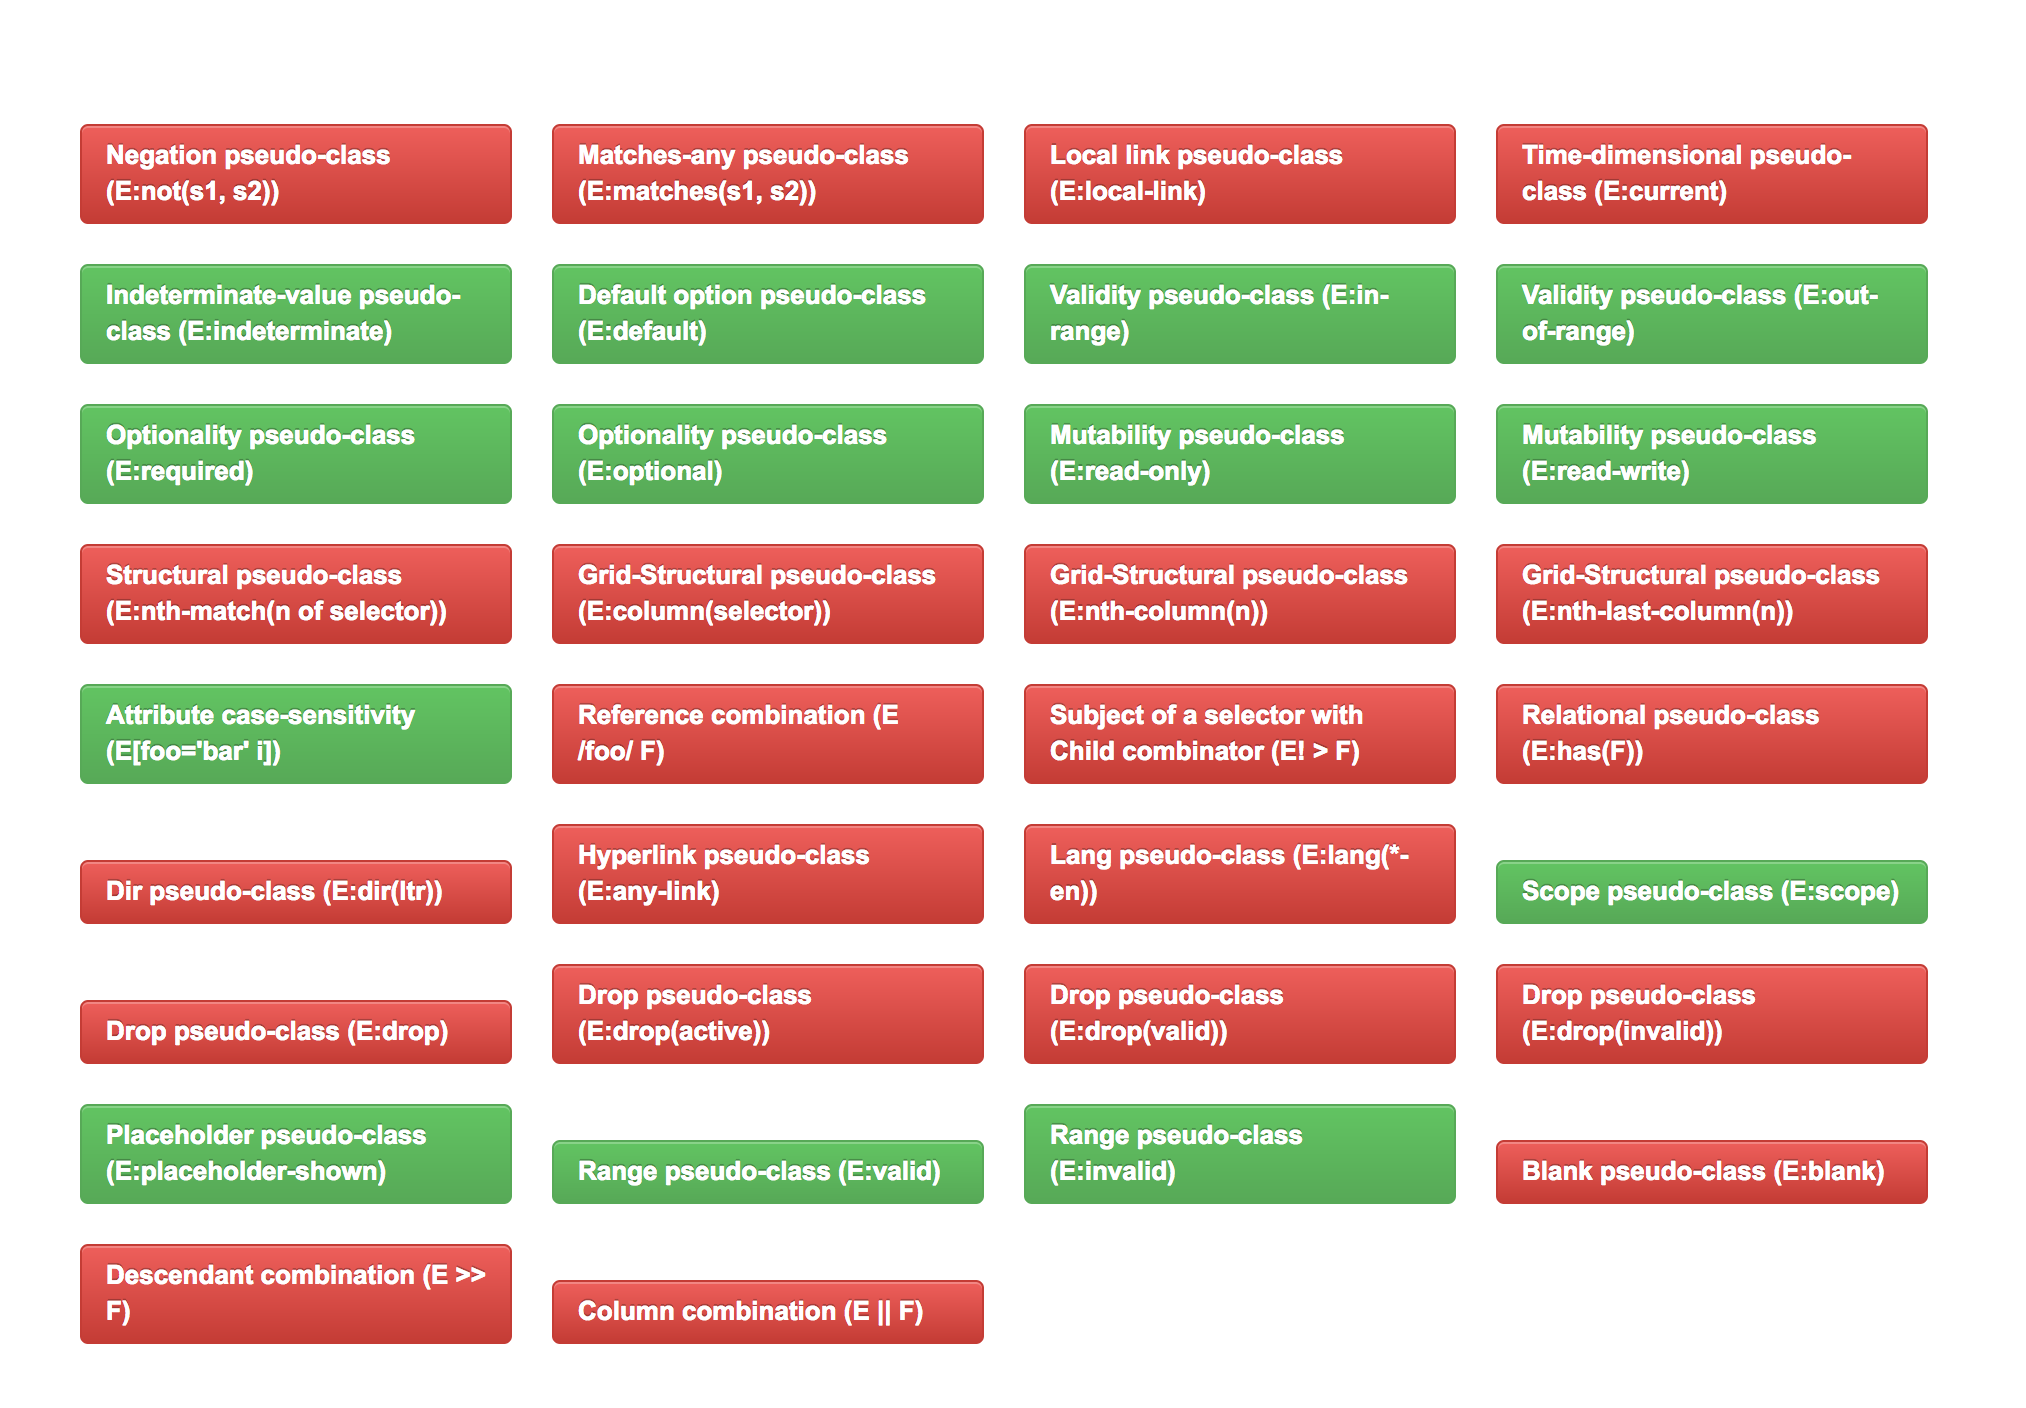 Negation pseudo-class
(E:not(s1, s2))
Matches-any pseudo-class
(E:matches(s1, s2))
Local link pseudo-class
(E:local-link)
Time-dimensional pseudo-
class (E:current)
Indeterminate-value pseudo-
class (E:indeterminate)
Default option pseudo-class
(E:default)
Validity pseudo-class (E:in-
range)
Validity pseudo-class (E:out-
of-range)
Optionality pseudo-class
(E:required)
Optionality pseudo-class
(E:optional)
Mutability pseudo-class
(E:read-only)
Mutability pseudo-class
(E:read-write)
Structural pseudo-class
(E:nth-match(n of selector))
Grid-Structural pseudo-class
(E:column(selector))
Grid-Structural pseudo-class
(E:nth-column(n))
Grid-Structural pseudo-class
(E:nth-last-column(n))
Attribute case-sensitivity
(E[foo='bar' i])
Reference combination (E
/foo/ F)
Subject of a selector with
Child combinator (E! > F)
Relational pseudo-class
(E:has(F))
Dir pseudo-class (E:dir(ltr))
Hyperlink pseudo-class
(E:any-link)
Lang pseudo-class (E:lang(*-
en))
Scope pseudo-class (E:scope)
Drop pseudo-class (E:drop)
Drop pseudo-class
(E:drop(active))
Drop pseudo-class
(E:drop(valid))
Drop pseudo-class
(E:drop(invalid))
Placeholder pseudo-class
(E:placeholder-shown)
Range pseudo-class (E:valid)
Range pseudo-class
(E:invalid)
Blank pseudo-class (E:blank)
Descendant combination (E >>
F)
Column combination (E || F)